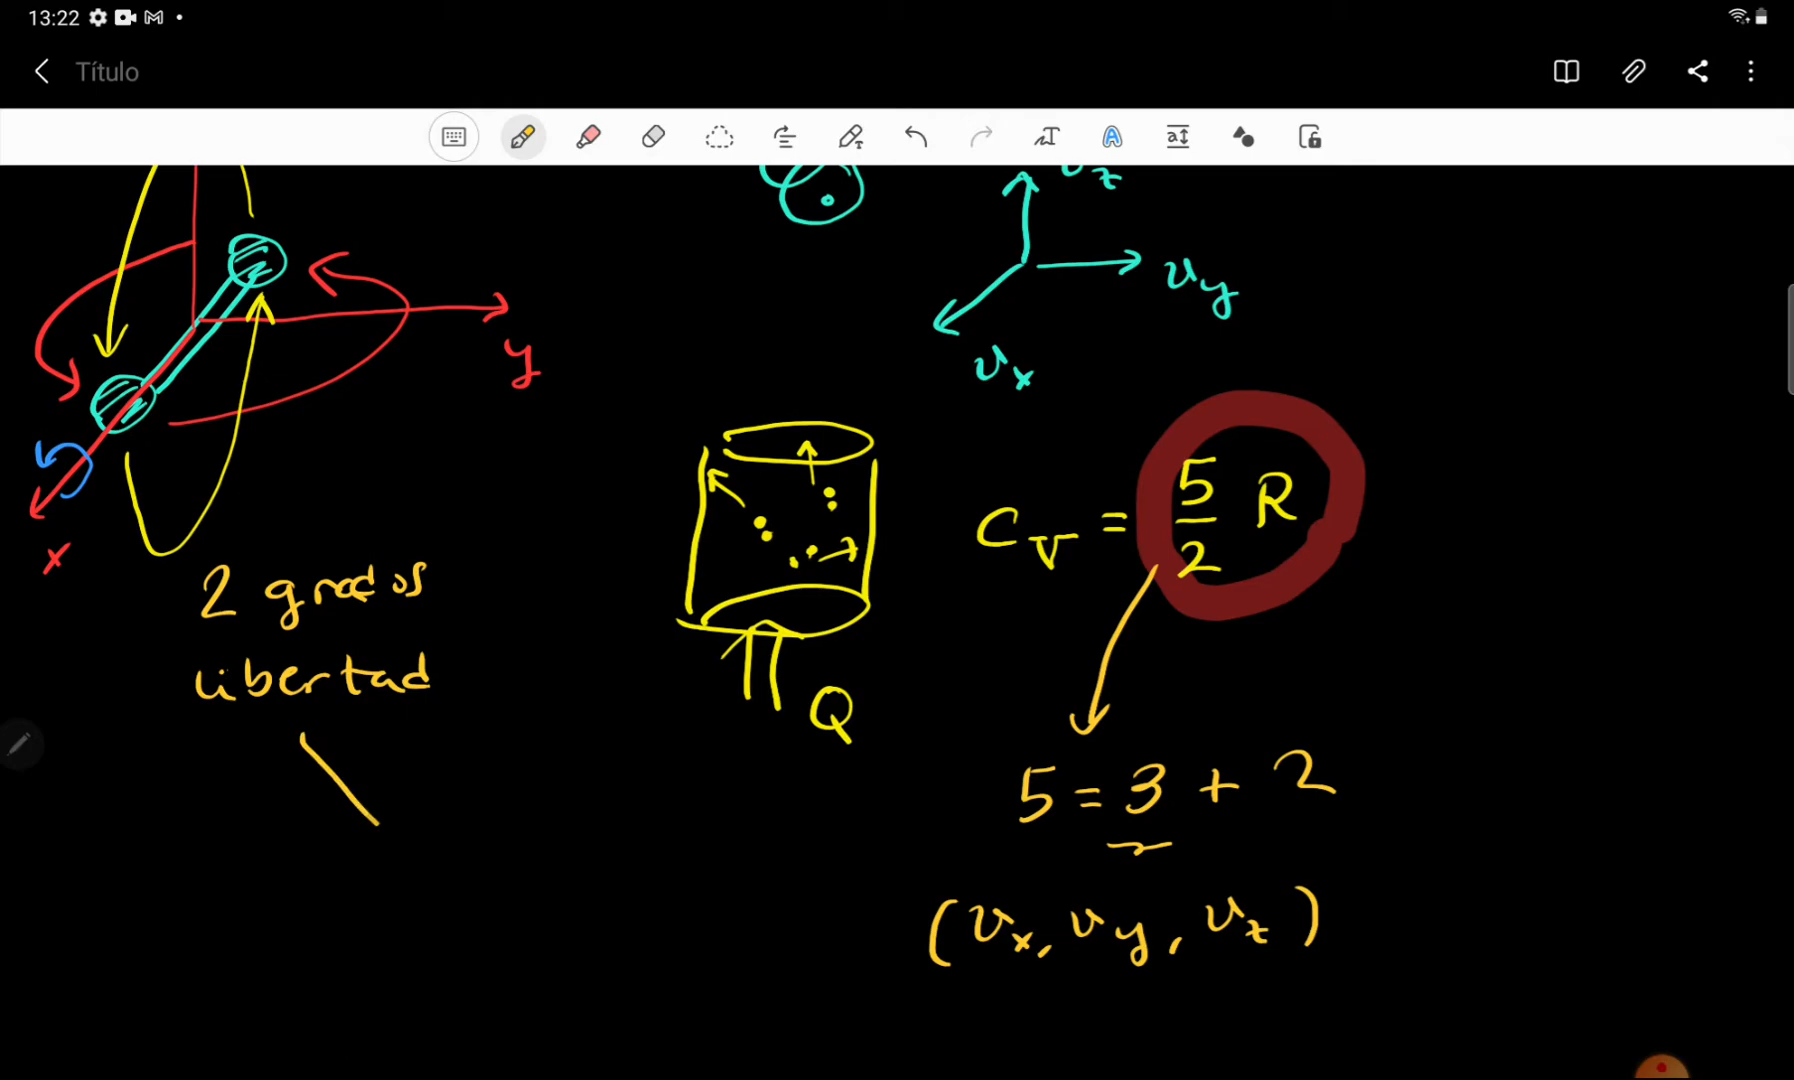 13:22
Título
v_z
v_y
v_x
y
x
C_V = 5/2 R
2 grados
libertad
Q
5 = 3 + 2
(v_x, v_y, v_z)